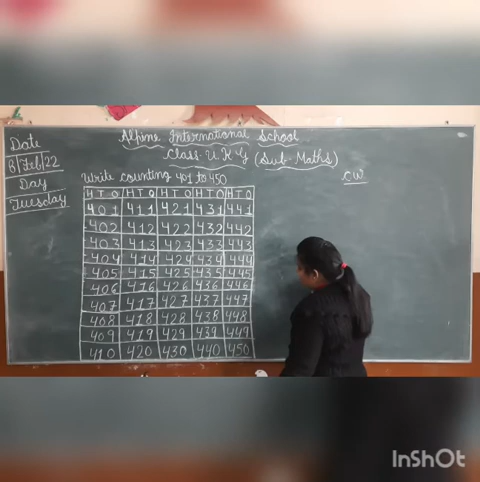 Alpine International School
Date
Class-U.K.G (Sub-Maths)
8/Feb/22
Day
Tuesday
Write counting 401 to 450
C.W
H T O H T O H T O H T O H T O
401 411 421 431 441
402 412 422 432 442
403 413 423 433 443
404 414 424 434 444
405 415 425 435 445
406 416 426 436 446
407 417 427 437 447
408 418 428 438 448
409 419 429 439 449
410 420 430 440 450
InShOt